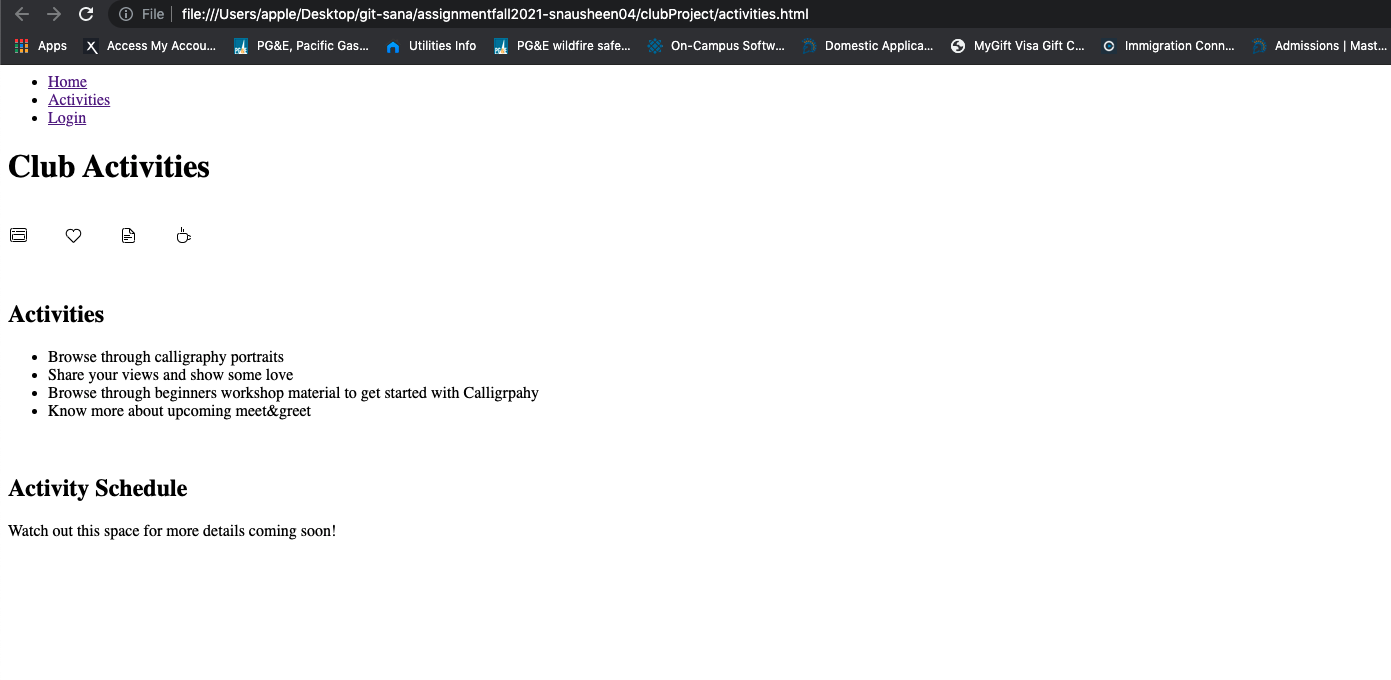 File file:///Users/apple/Desktop/git-sana/assignmentfall2021-snausheen04/clubProject/activities.html
Apps Access My Accou... PG&E, Pacific Gas... Utilities Info PG&E wildfire safe... On-Campus Softw... Domestic Applica... MyGift Visa Gift C... Immigration Conn... Admissions | Mast...
Home
Activities
Login
Club Activities
Activities
Browse through calligraphy portraits
Share your views and show some love
Browse through beginners workshop material to get started with Calligrpahy
Know more about upcoming meet&greet
Activity Schedule
Watch out this space for more details coming soon!